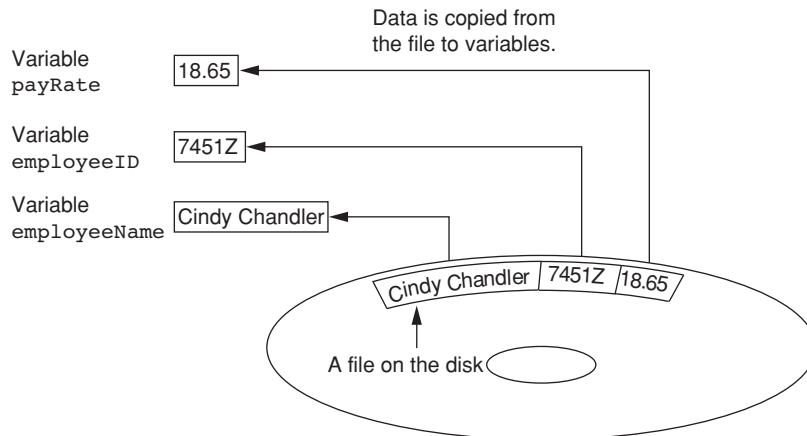 Data is copied from
the file to variables.
Variable
payRate
18.65
Variable
employeeID
7451Z
Variable
employeeName
Cindy Chandler
Cindy Chandler 7451Z 18.65
A file on the disk